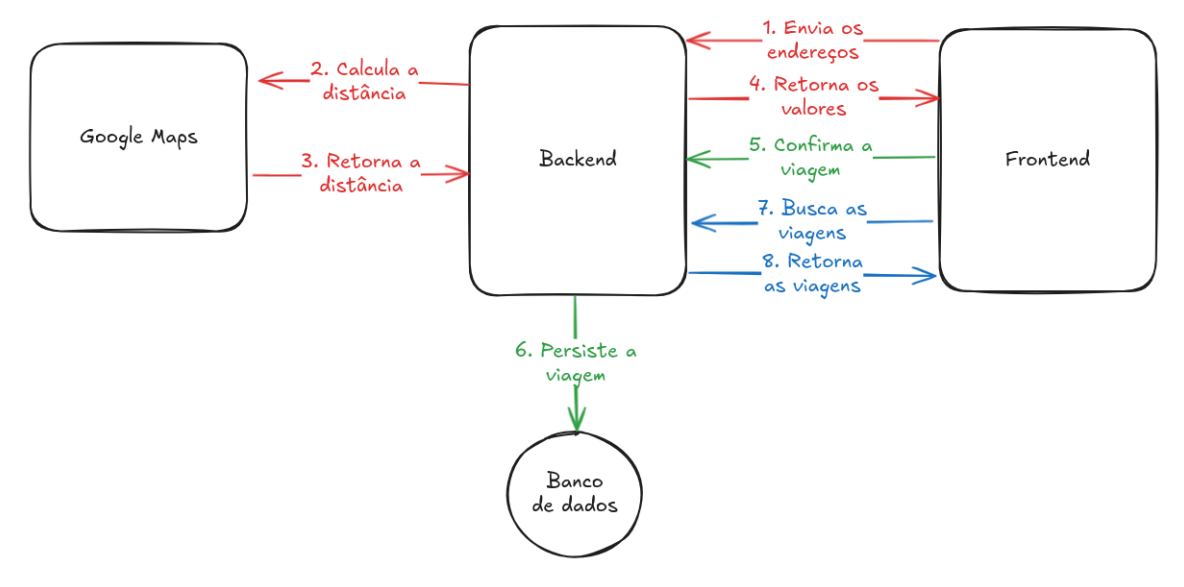 1. Envia os
endereços
2. Calcula a
distância
4. Retorna os
valores
Google Maps
Backend
Frontend
3. Retorna a
distância
5. Confirma a
viagem
7. Busca as
viagens
8. Retorna
as viagens
6. Persiste a
viagem
Banco
de dados